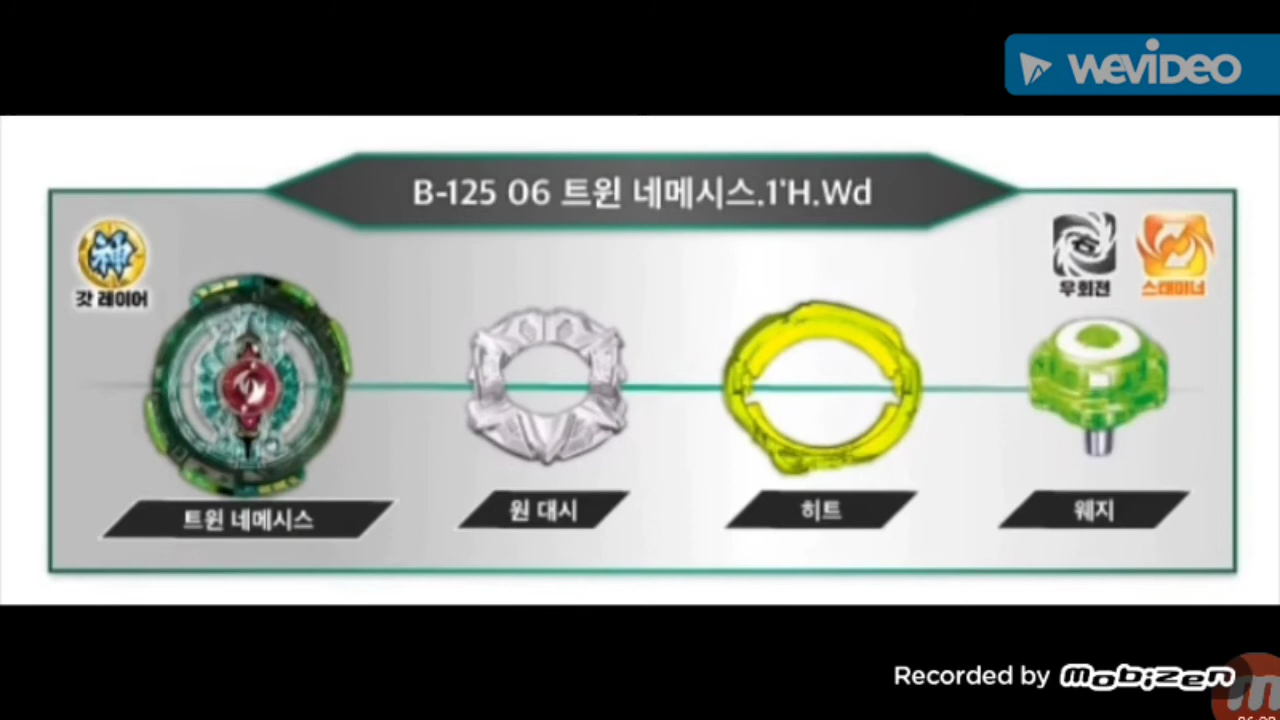 WEVIDEO
B-125 06 트윈 네메시스.1'H.Wd
神
갓 레이어
우회전
스태미너
트윈 네메시스
원 대시
히트
웨지
Recorded by Mobizen